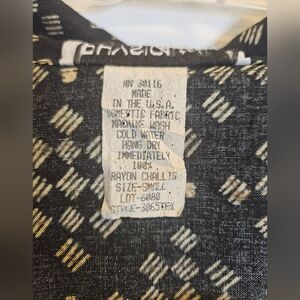 RN 30116
MADE
IN THE U.S.A.
DOMESTIC FABRIC
MACHINE WASH
COLD WATER
HANG DRY
IMMEDIATELY
100%
RAYON CHALLIS
SIZE-SMALL
LOT-6080